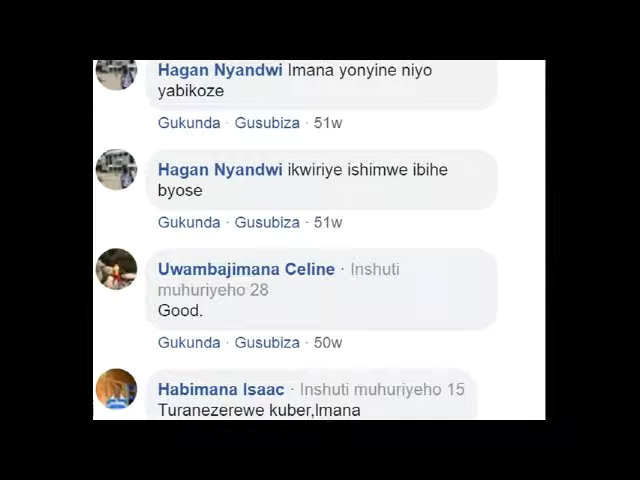 Hagan Nyandwi Imana yonyine niyo
yabikoze
Gukunda · Gusubiza · 51w
Hagan Nyandwi ikwiriye ishimwe ibihe
byose
Gukunda · Gusubiza · 51w
Uwambajimana Celine · Inshuti
muhuriyeho 28
Good.
Gukunda · Gusubiza · 50w
Habimana Isaac · Inshuti muhuriyeho 15
Turanezerewe kuber,Imana